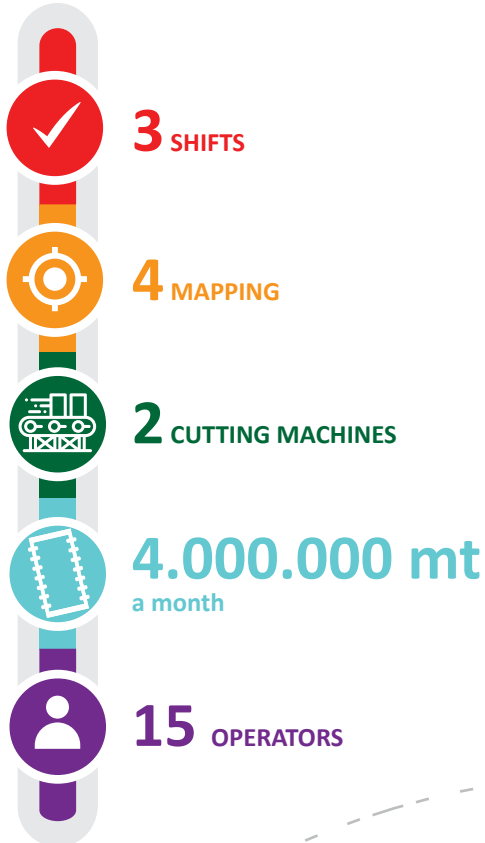 3 SHIFTS
4 MAPPING
2 CUTTING MACHINES
4.000.000 mt
a month
15 OPERATORS